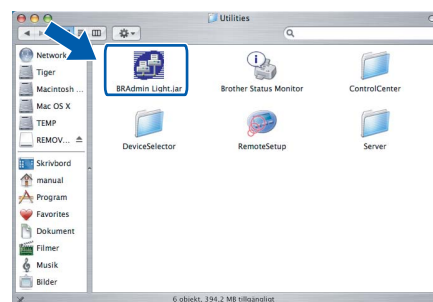 Utilities
Network
Tiger
Macintosh ...
Mac OS X
TEMP
REMOV...
Skrivbord
manual
Program
Favorites
Dokument
Filmer
Musik
Bilder
BRAdmin Light.jar
Brother Status Monitor
ControlCenter
DeviceSelector
RemoteSetup
Server
6 objekt, 394,2 MB tillgängligt